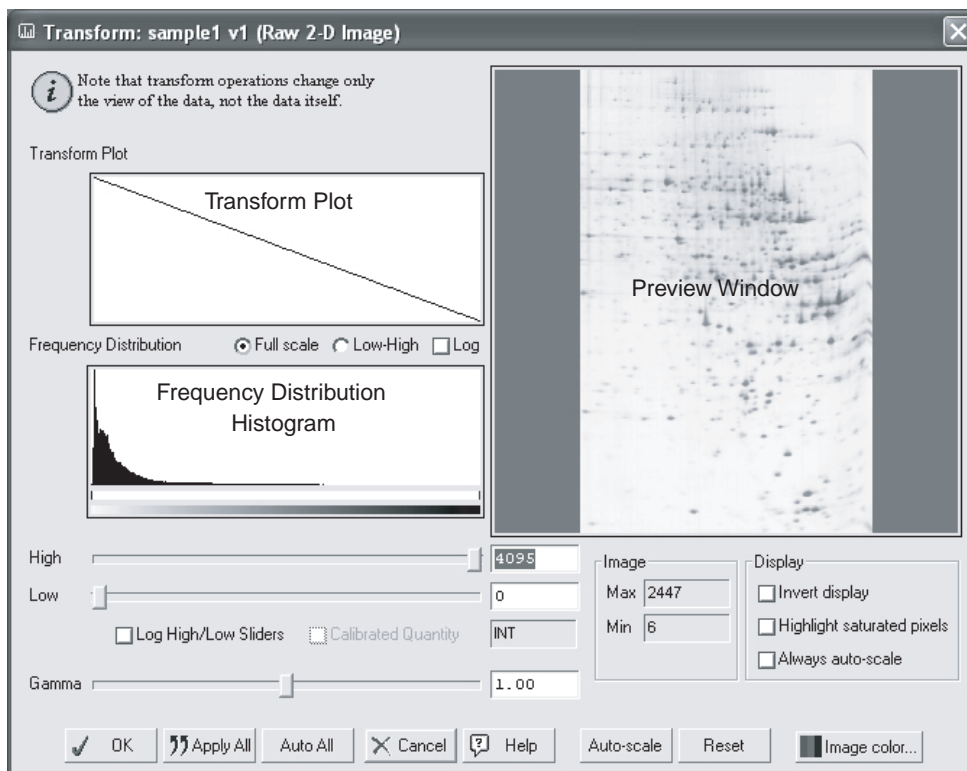 Transform: sample1 v1 (Raw 2-D Image)
Note that transform operations change only
the view of the data, not the data itself.
Transform Plot
Transform Plot
Frequency Distribution
Full scale
Low-High
Log
Frequency Distribution
Histogram
Preview Window
High
4095
Low
0
Log High/Low Sliders
Calibrated Quantity
INT
Gamma
1.00
Image
Max 2447
Min 6
Display
Invert display
Highlight saturated pixels
Always auto-scale
OK
Apply All
Auto All
Cancel
Help
Auto-scale
Reset
Image color...